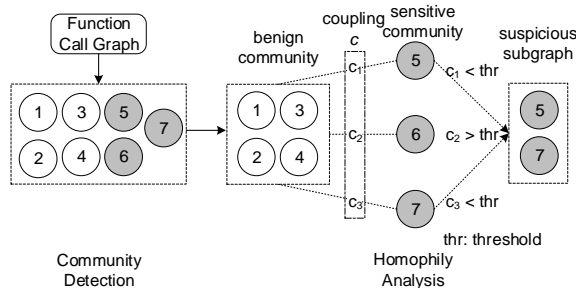 Function
Call Graph
1 3 5
7
2 4 6
benign
community
1 3
2 4
coupling
c
c1
c2
c3
sensitive
community
5
6
7
c1 < thr
c2 > thr
c3 < thr
thr: threshold
suspicious
subgraph
5
7
Community
Detection
Homophily
Analysis